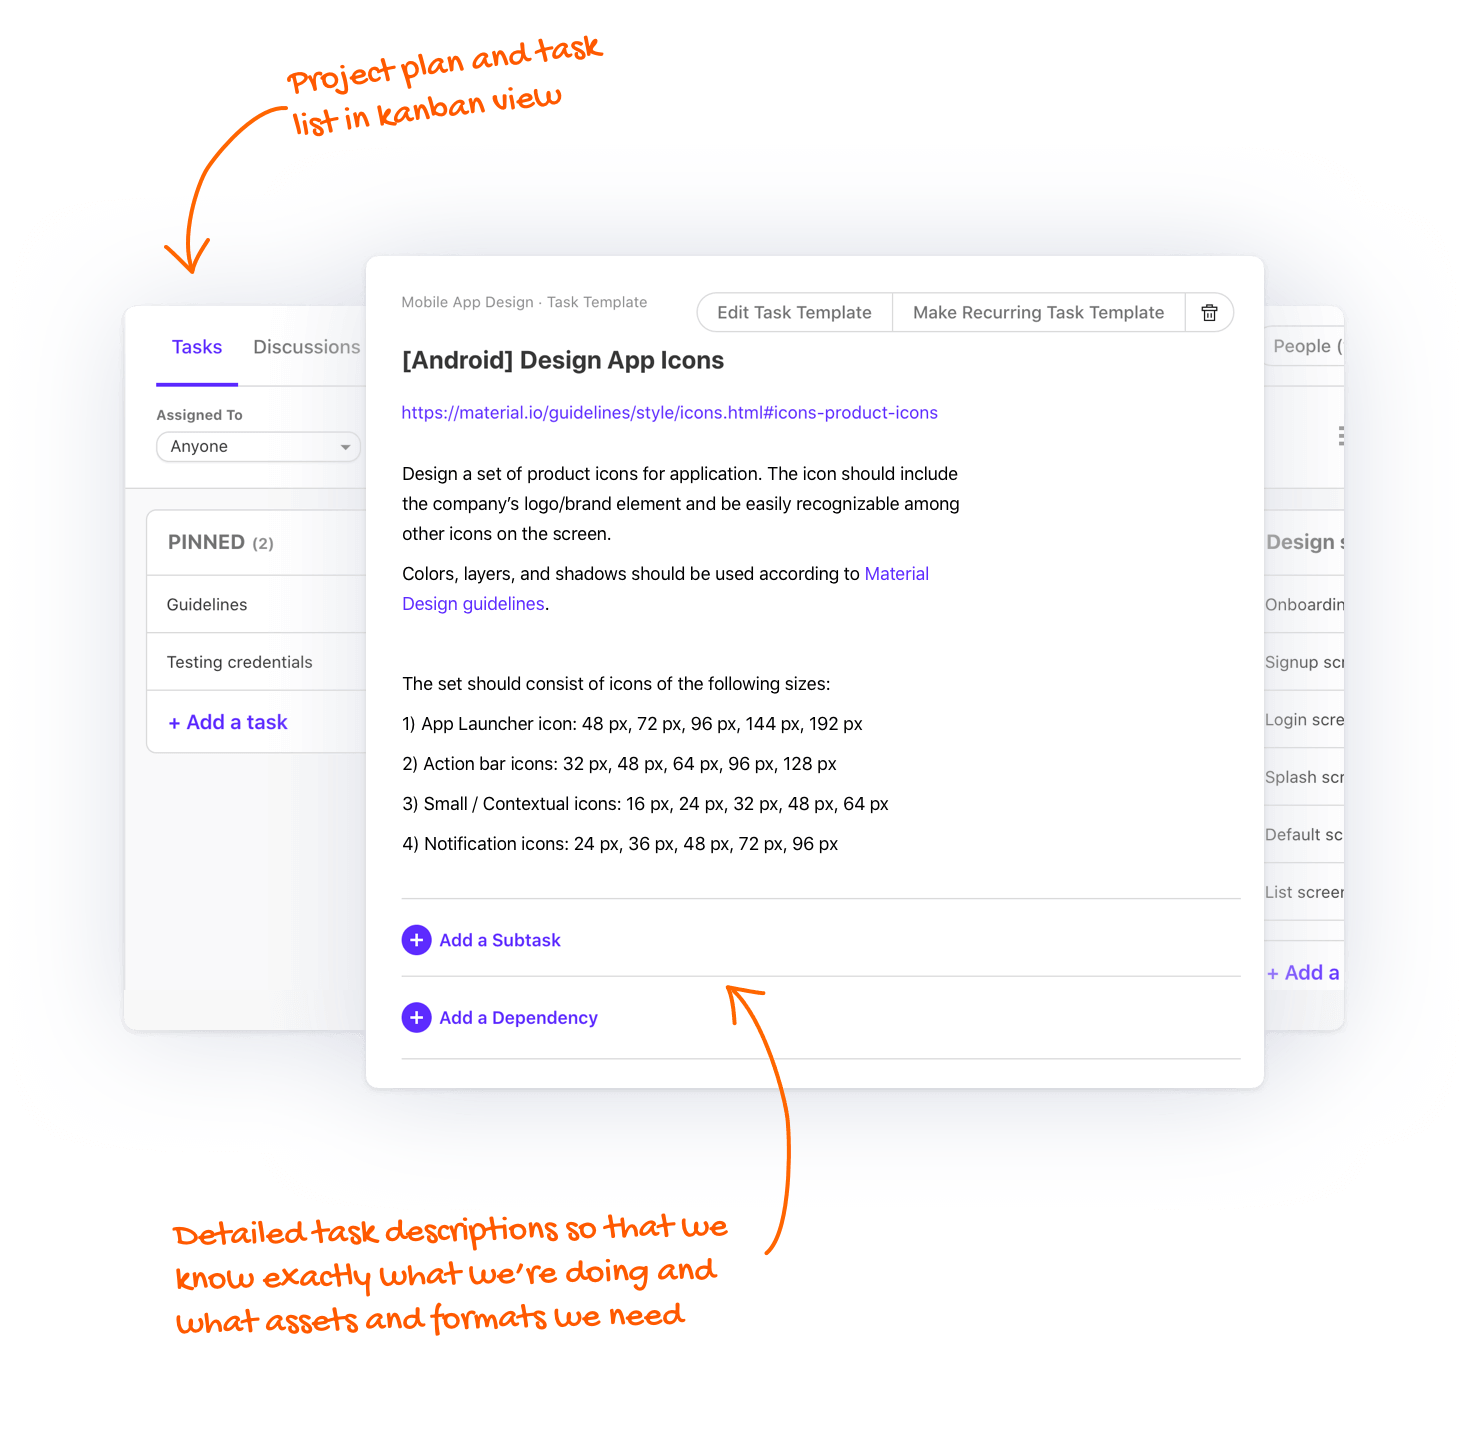 Project plan and task
list in kanban view
Tasks
Discussions
Assigned To
Anyone
PINNED (2)
Guidelines
Testing credentials
+ Add a task
Mobile App Design · Task Template
Edit Task Template
Make Recurring Task Template
[Android] Design App Icons
https://material.io/guidelines/style/icons.html#icons-product-icons
Design a set of product icons for application. The icon should include
the company’s logo/brand element and be easily recognizable among
other icons on the screen.
Colors, layers, and shadows should be used according to Material
Design guidelines.
The set should consist of icons of the following sizes:
1) App Launcher icon: 48 px, 72 px, 96 px, 144 px, 192 px
2) Action bar icons: 32 px, 48 px, 64 px, 96 px, 128 px
3) Small / Contextual icons: 16 px, 24 px, 32 px, 48 px, 64 px
4) Notification icons: 24 px, 36 px, 48 px, 72 px, 96 px
+ Add a Subtask
+ Add a Dependency
People (
Design s
Onboardin
Signup scr
Login scre
Splash scr
Default sc
List screer
+ Add a
Detailed task descriptions so that we
know exactly what we’re doing and
what assets and formats we need